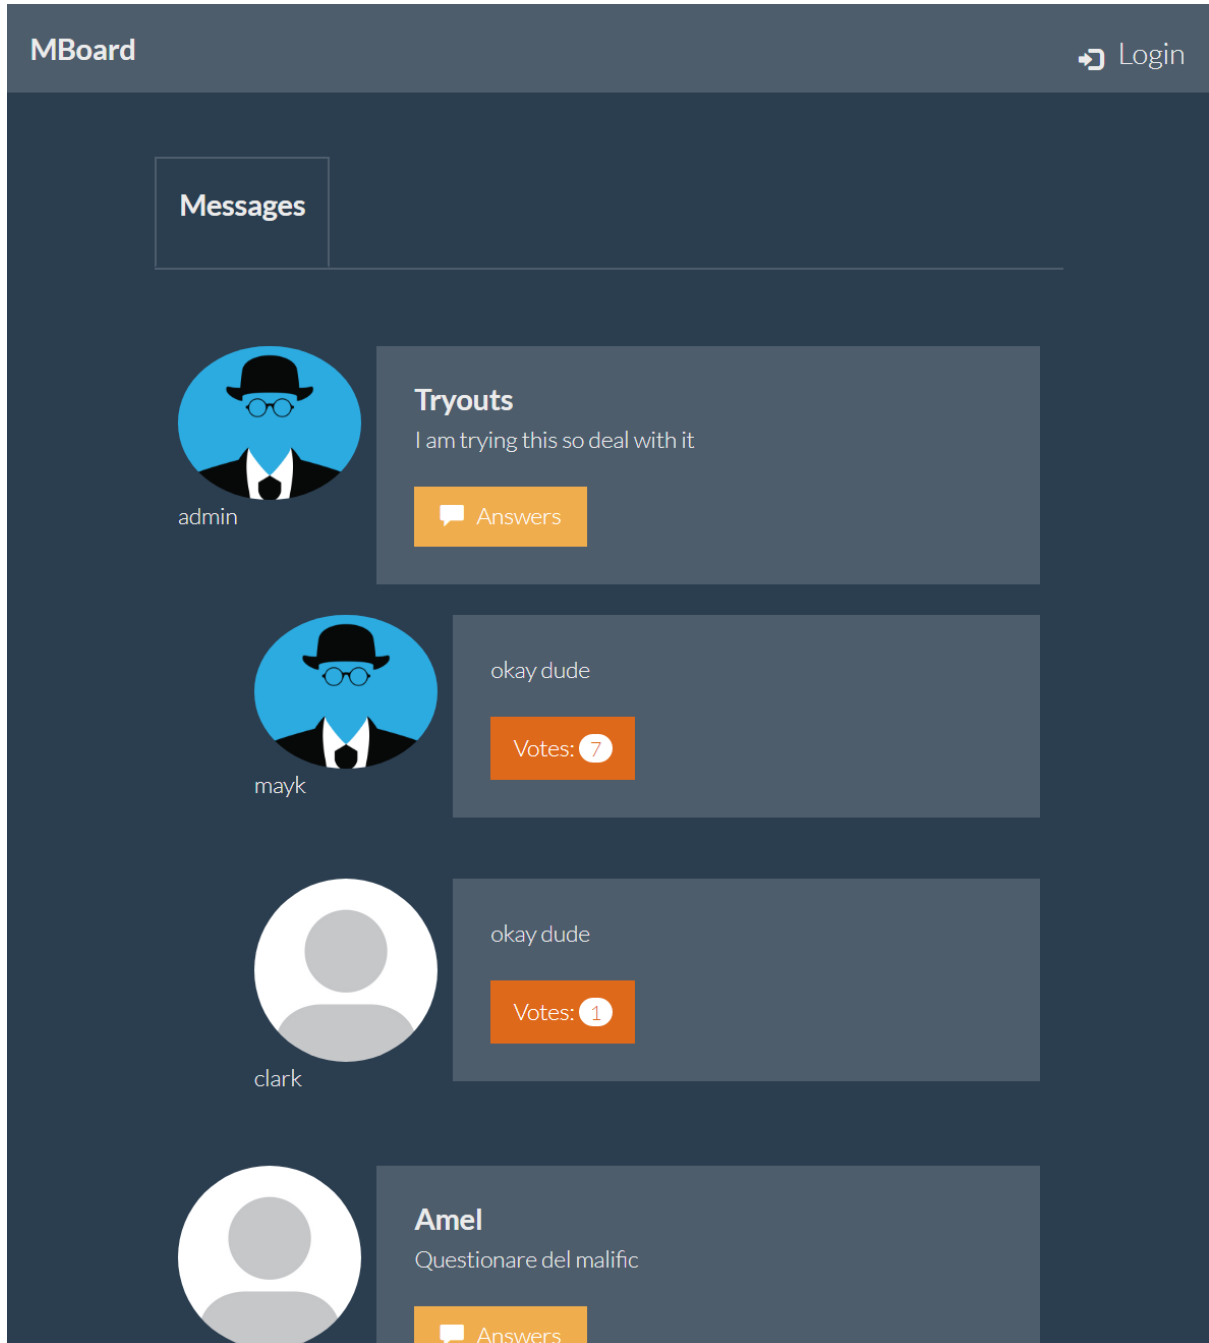 MBoard
Login
Messages
Tryouts
I am trying this so deal with it
Answers
admin
okay dude
Votes: 7
mayk
okay dude
Votes: 1
clark
Amel
Questionare del malific
Answers